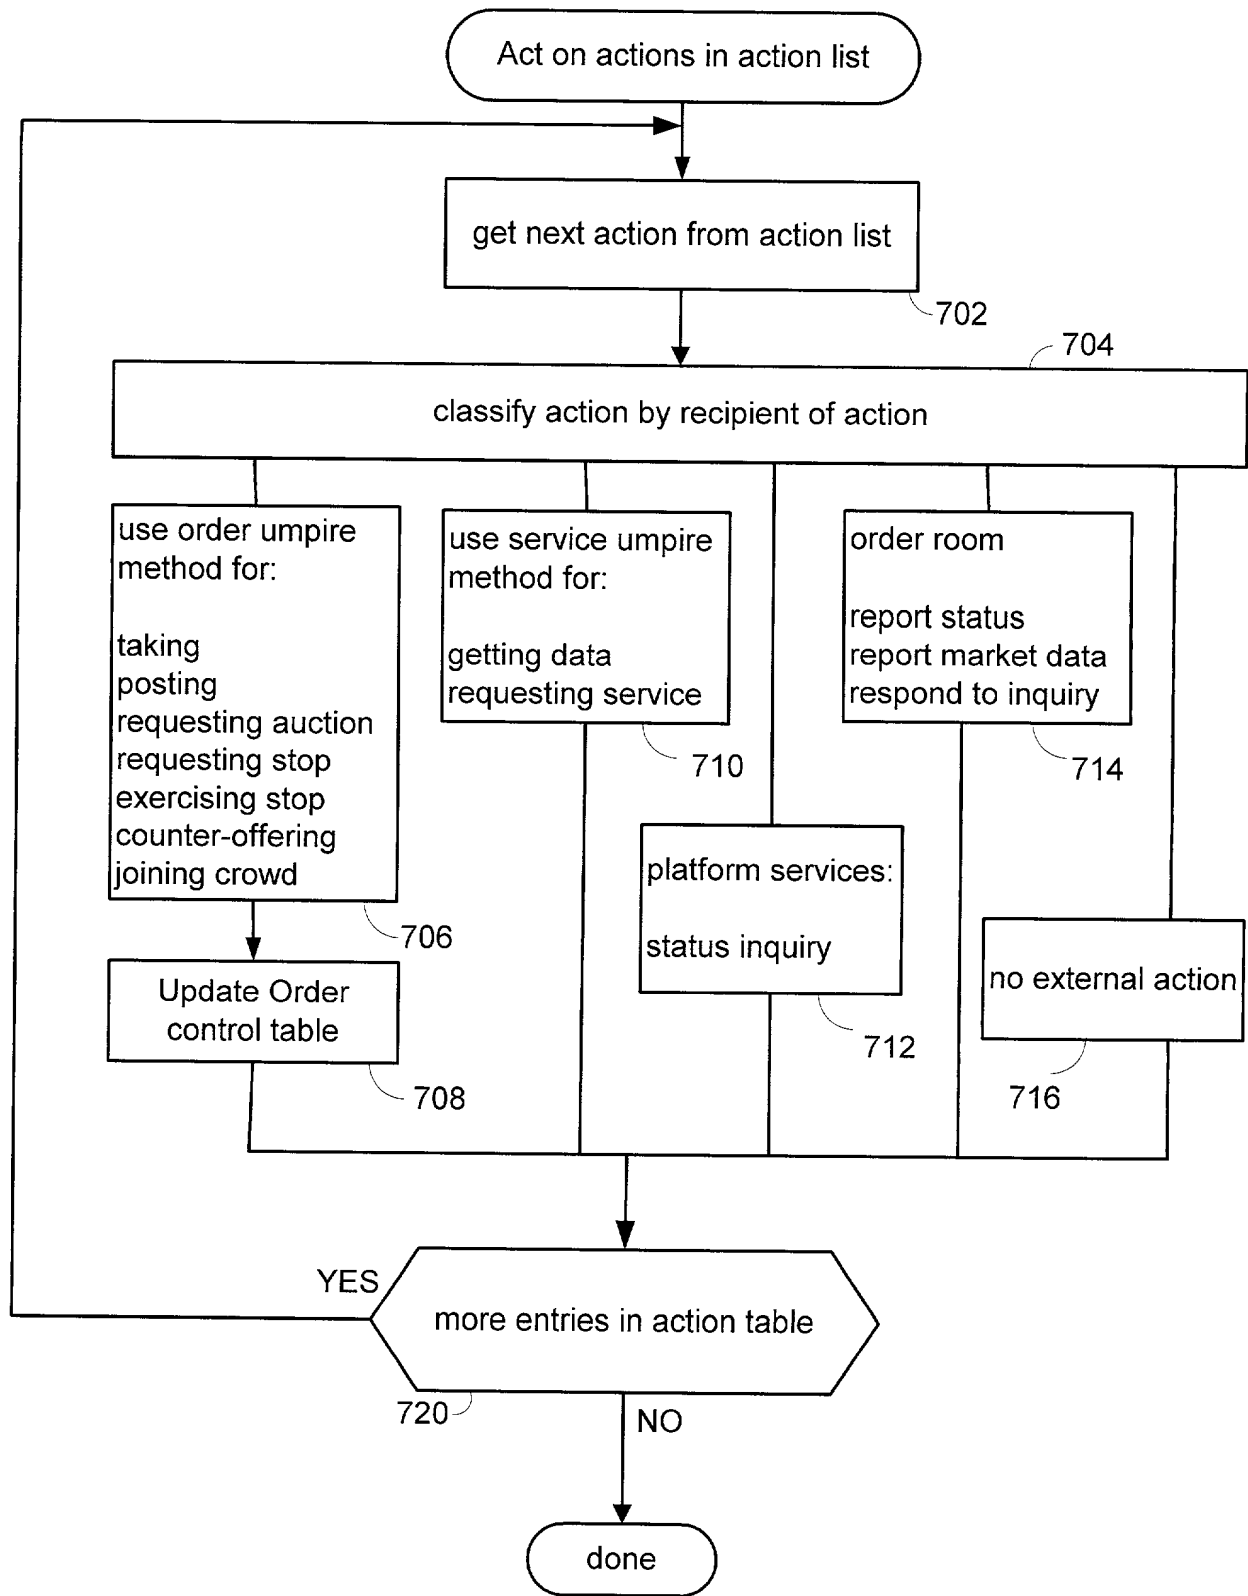 Act on actions in action list
get next action from action list
702
704
classify action by recipient of action
use order umpire
method for:
taking
posting
requesting auction
requesting stop
exercising stop
counter-offering
joining crowd
706
Update Order
control table
708
use service umpire
method for:
getting data
requesting service
710
platform services:
status inquiry
712
order room
report status
report market data
respond to inquiry
714
no external action
716
YES
more entries in action table
720
NO
done